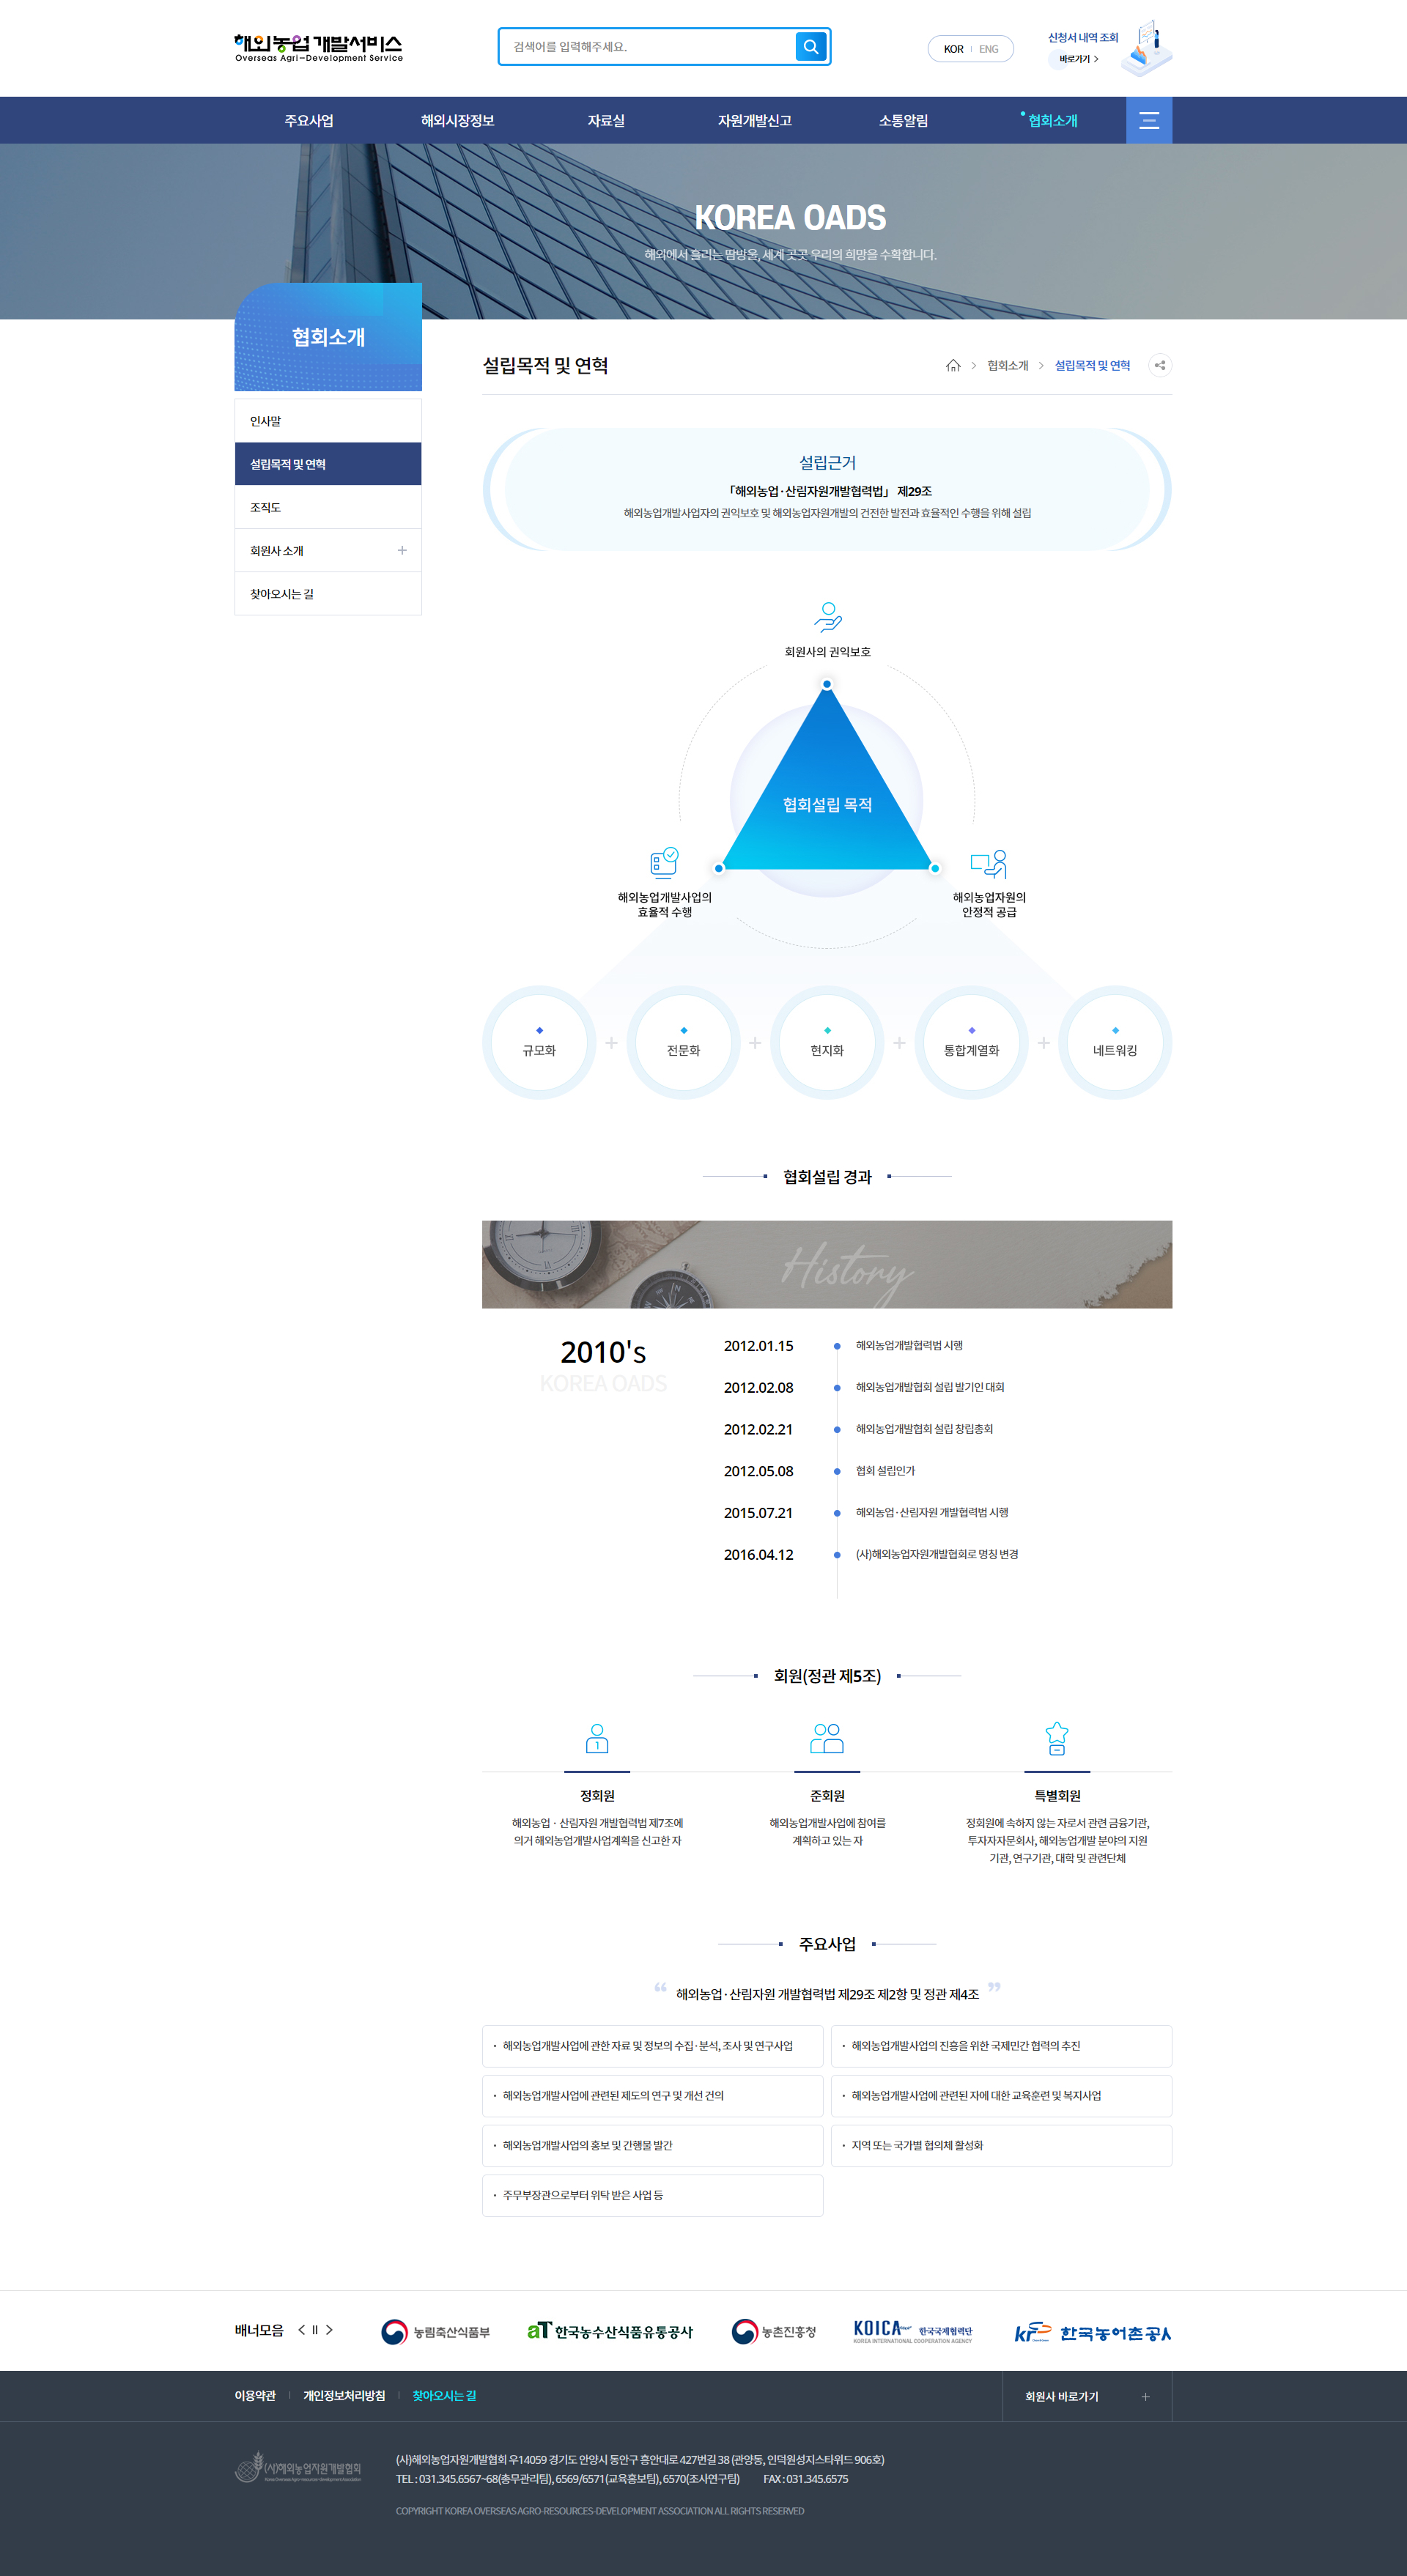 해외농업개발서비스
Overseas Agri-Development Service
검색어를 입력해주세요.
KOR ENG
신청서 내역 조회
바로가기
주요사업 해외시장정보 자료실 자원개발신고 소통알림 협회소개
KOREA OADS
해외에서 흘리는 땀방울, 세계 곳곳 우리의 희망을 수확합니다.
협회소개
인사말
설립목적 및 연혁
조직도
회원사 소개
찾아오시는 길
설립목적 및 연혁
협회소개 설립목적 및 연혁
설립근거
「해외농업·산림자원개발협력법」 제29조
해외농업개발사업자의 권익보호 및 해외농업자원개발의 건전한 발전과 효율적인 수행을 위해 설립
회원사의 권익보호
협회설립 목적
해외농업개발사업의
효율적 수행
해외농업자원의
안정적 공급
규모화 + 전문화 + 현지화 + 통합계열화 + 네트워킹
협회설립 경과
History
2010's
KOREA OADS
2012.01.15 해외농업개발협력법 시행
2012.02.08 해외농업개발협회 설립 발기인 대회
2012.02.21 해외농업개발협회 설립 창립총회
2012.05.08 협회 설립인가
2015.07.21 해외농업·산림자원 개발협력법 시행
2016.04.12 (사)해외농업자원개발협회로 명칭 변경
회원(정관 제5조)
1
정회원
해외농업 · 산림자원 개발협력법 제7조에
의거 해외농업개발사업계획을 신고한 자
준회원
해외농업개발사업에 참여를
계획하고 있는 자
특별회원
정회원에 속하지 않는 자로서 관련 금융기관,
투자자자문회사, 해외농업개발 분야의 지원
기관, 연구기관, 대학 및 관련단체
주요사업
“ 해외농업·산림자원 개발협력법 제29조 제2항 및 정관 제4조 ”
· 해외농업개발사업에 관한 자료 및 정보의 수집·분석, 조사 및 연구사업
· 해외농업개발사업의 진흥을 위한 국제민간 협력의 추진
· 해외농업개발사업에 관련된 제도의 연구 및 개선 건의
· 해외농업개발사업에 관련된 자에 대한 교육훈련 및 복지사업
· 해외농업개발사업의 홍보 및 간행물 발간
· 지역 또는 국가별 협의체 활성화
· 주무부장관으로부터 위탁 받은 사업 등
배너모음
농림축산식품부
aT 한국농수산식품유통공사
농촌진흥청
KOICA 한국국제협력단
KOREA INTERNATIONAL COOPERATION AGENCY
한국농어촌공사
이용약관 개인정보처리방침 찾아오시는 길
회원사 바로가기
(사)해외농업자원개발협회
(사)해외농업자원개발협회 우14059 경기도 안양시 동안구 흥안대로 427번길 38 (관양동, 인덕원성지스타위드 906호)
TEL : 031.345.6567~68(총무관리팀), 6569/6571(교육홍보팀), 6570(조사연구팀) FAX : 031.345.6575
COPYRIGHT KOREA OVERSEAS AGRO-RESOURCES-DEVELOPMENT ASSOCIATION ALL RIGHTS RESERVED